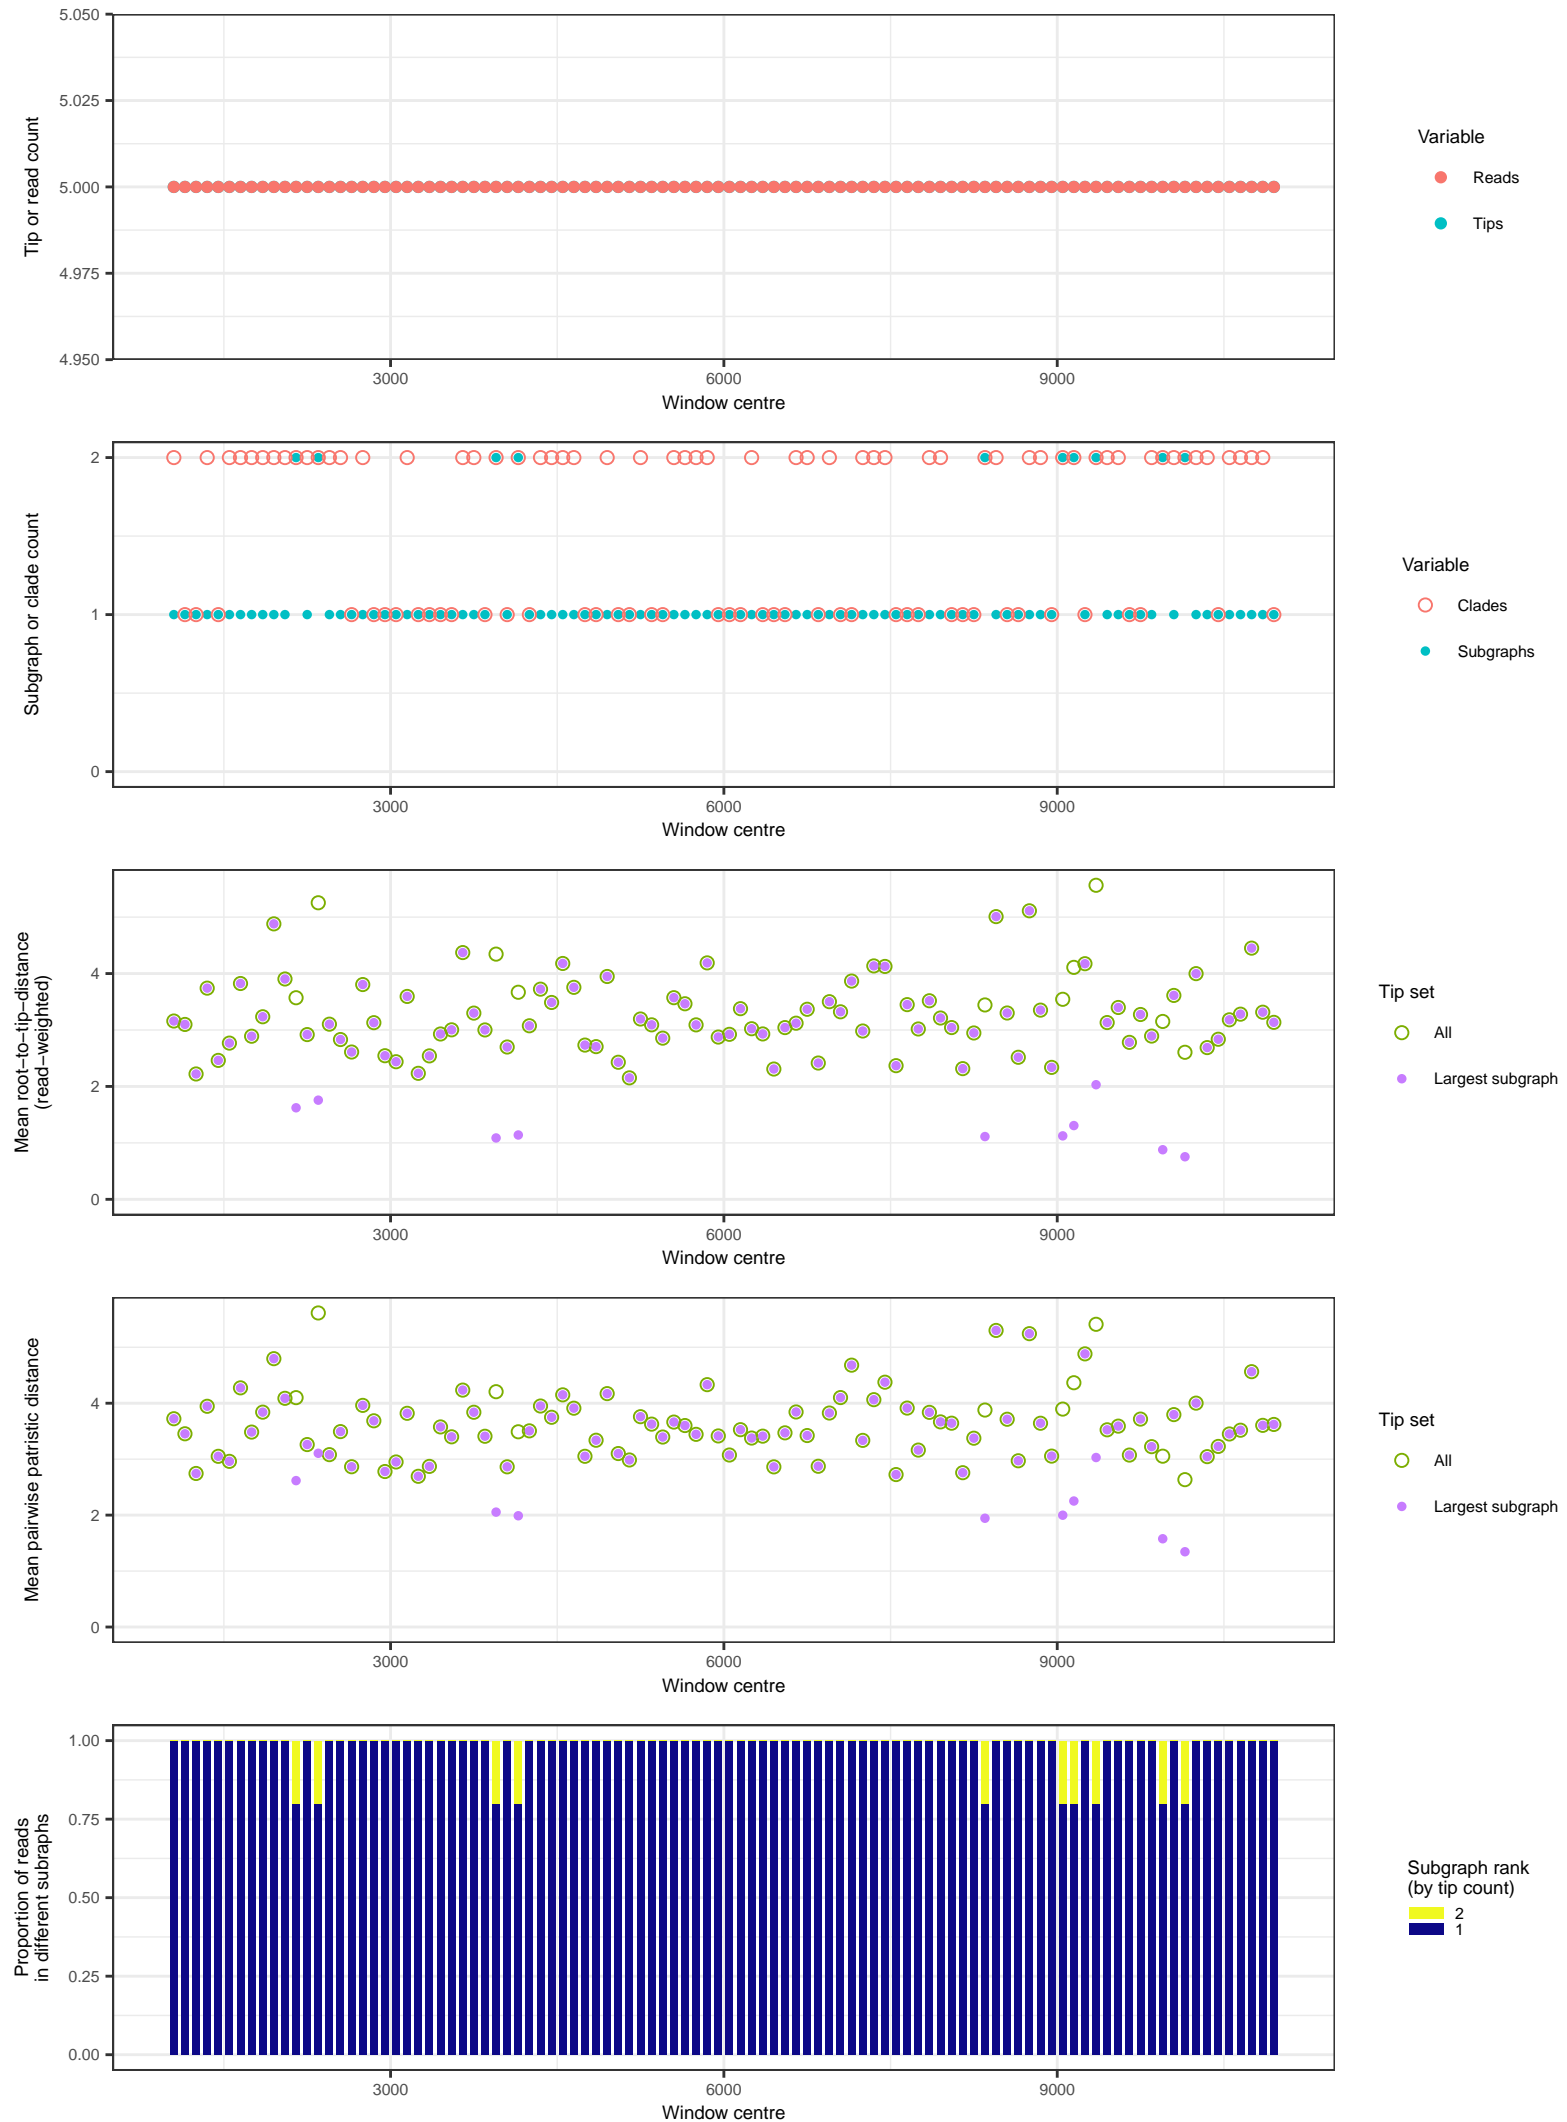 5.050
5.025
5.000
4.975
4.950
Tip or read count
3000 6000 9000
Window centre
Variable
Reads
Tips
2
1
0
Subgraph or clade count
3000 6000 9000
Window centre
Variable
Clades
Subgraphs
4
2
0
Mean root−to−tip−distance
(read−weighted)
3000 6000 9000
Window centre
Tip set
All
Largest subgraph
4
2
0
Mean pairwise patristic distance
3000 6000 9000
Window centre
Tip set
All
Largest subgraph
1.00
0.75
0.50
0.25
0.00
Proportion of reads
in different subraphs
3000 6000 9000
Window centre
Subgraph rank
(by tip count)
2
1